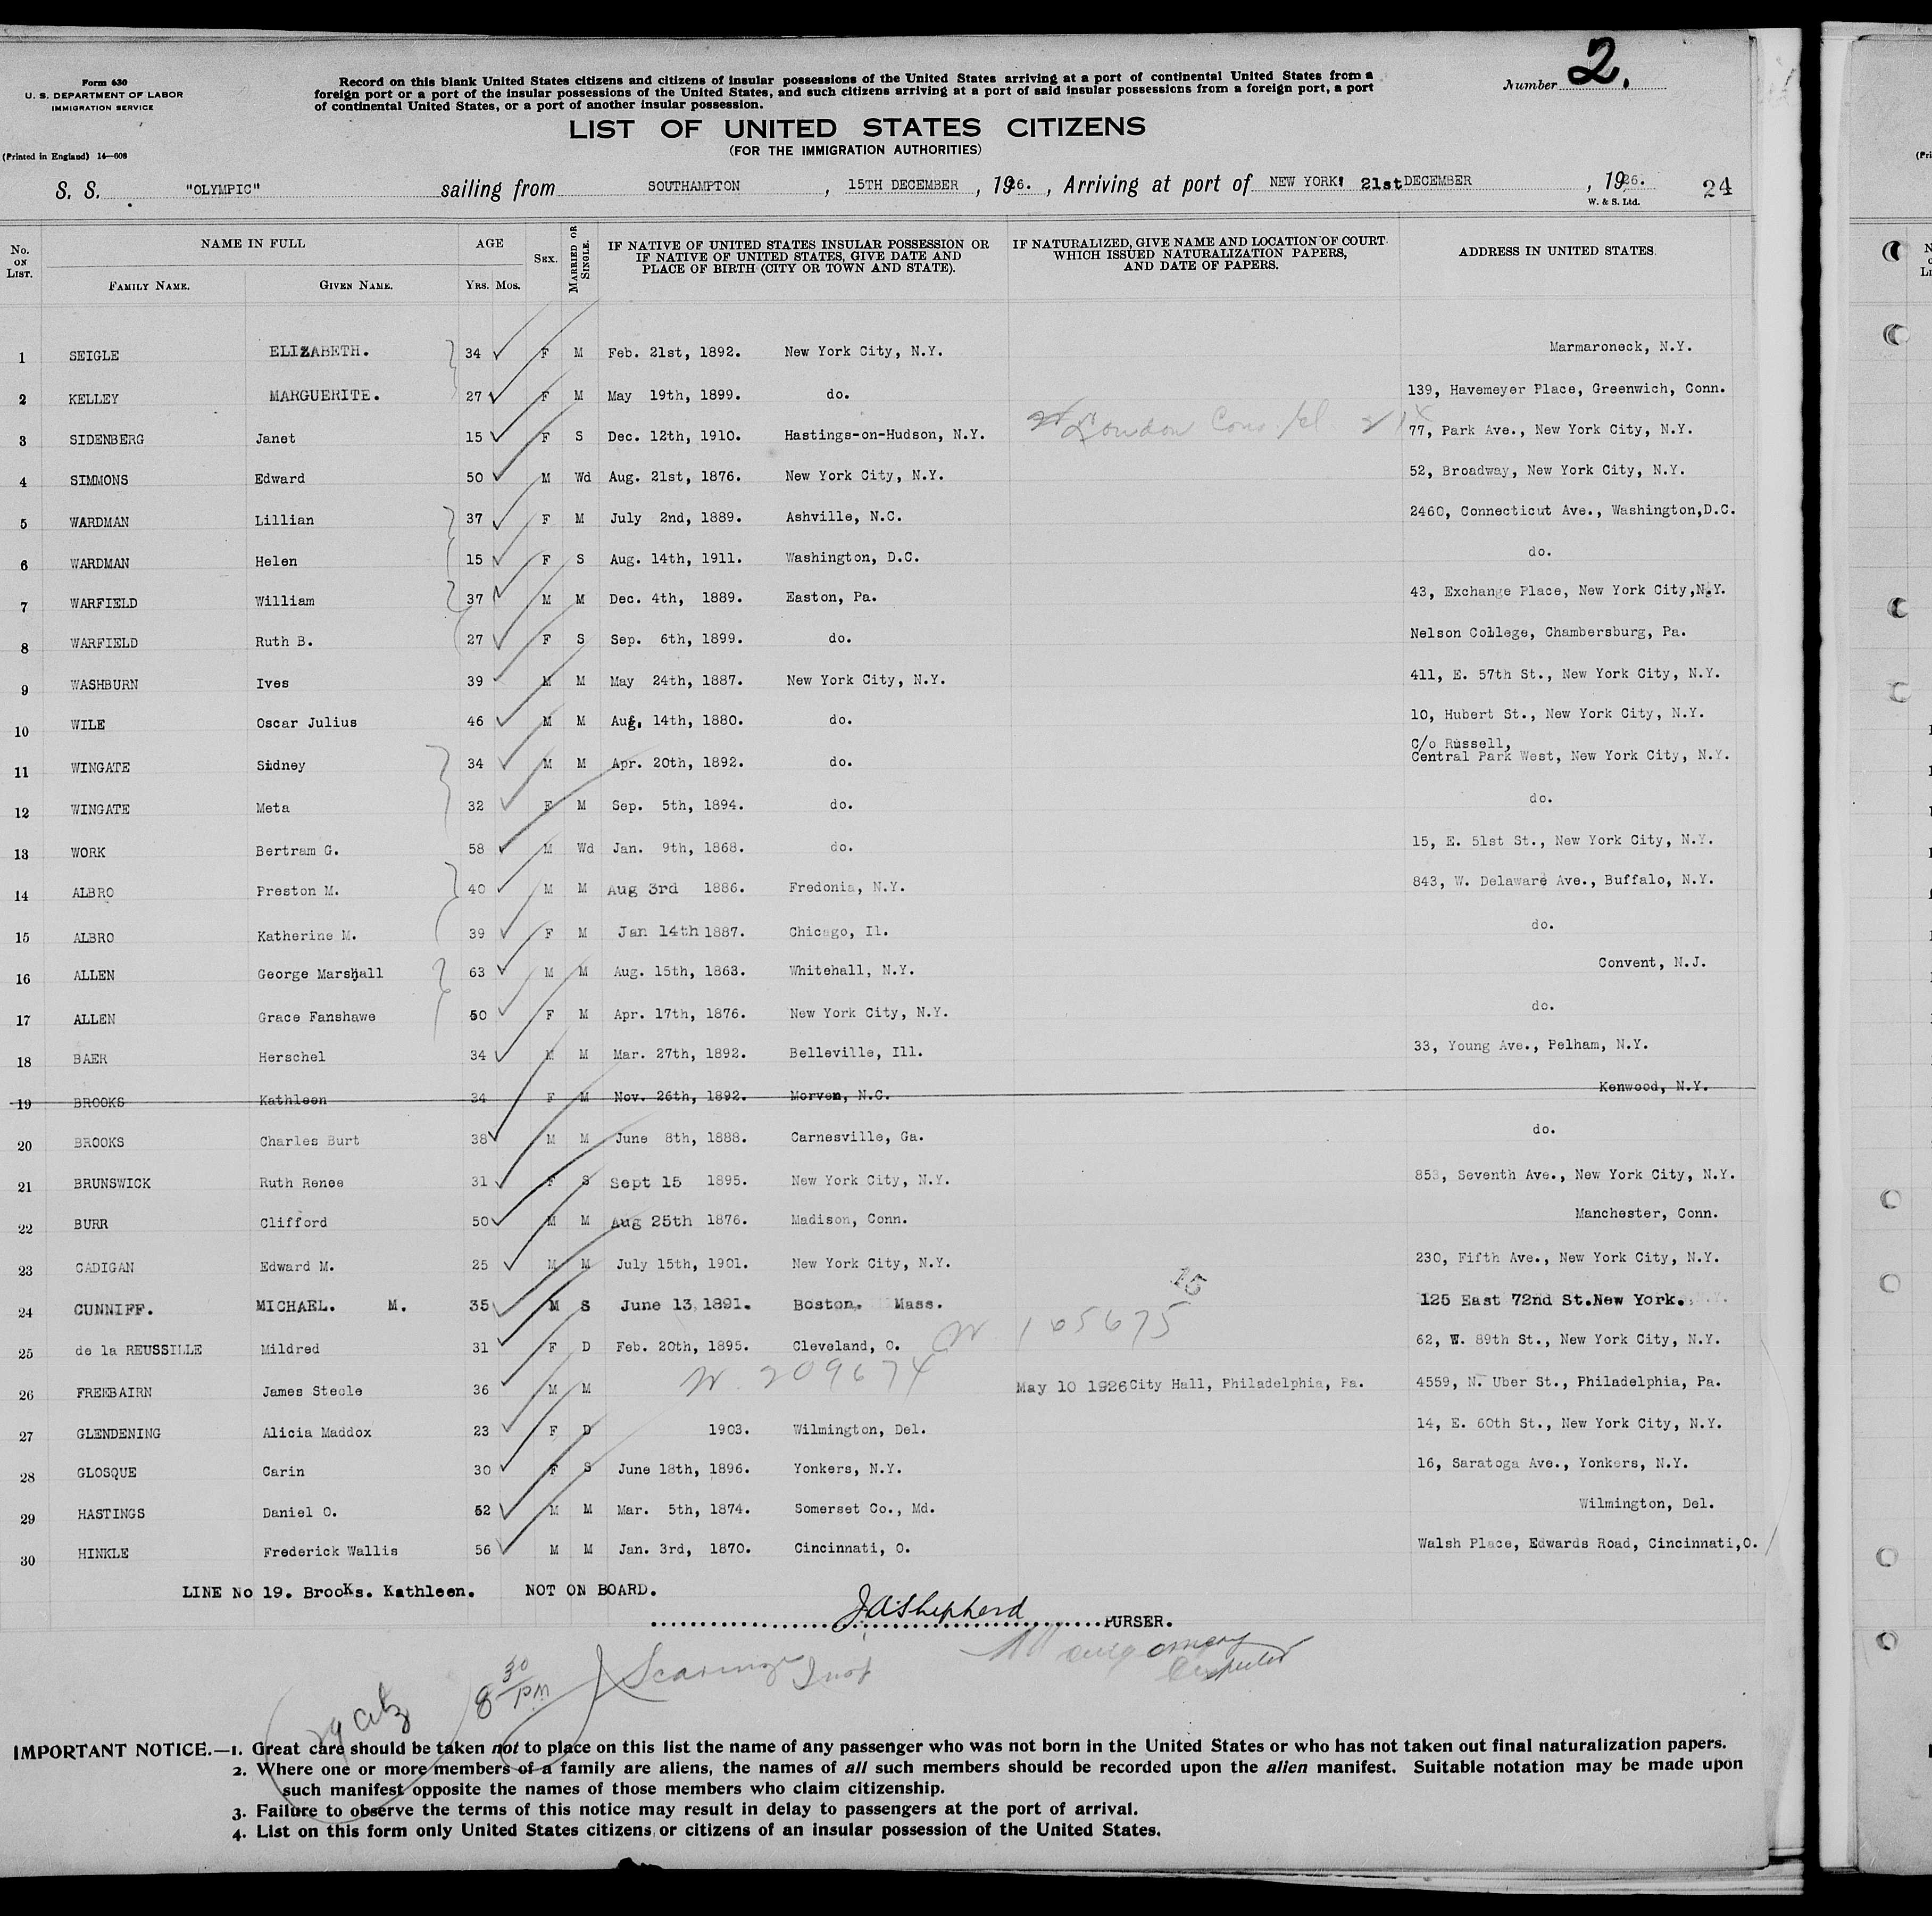 2.
Form 630
U. S. DEPARTMENT OF LABOR
IMMIGRATION SERVICE
(Printed in England) 14—608
Record on this blank United States citizens and citizens of insular possessions of the United States arriving at a port of continental United States from a
foreign port or a port of the insular possessions of the United States, and such citizens arriving at a port of said insular possessions from a foreign port, a port
of continental United States, or a port of another insular possession.
Number
LIST OF UNITED STATES CITIZENS
(FOR THE IMMIGRATION AUTHORITIES)
S. S. "OLYMPIC" sailing from SOUTHAMPTON, 15TH DECEMBER, 1926., Arriving at port of NEW YORK: 21st DECEMBER, 1926. 24
W. & S. Ltd.
No. ON LIST. NAME IN FULL AGE SEX. MARRIED OR SINGLE. IF NATIVE OF UNITED STATES INSULAR POSSESSION OR IF NATIVE OF UNITED STATES, GIVE DATE AND PLACE OF BIRTH (CITY OR TOWN AND STATE). IF NATURALIZED, GIVE NAME AND LOCATION OF COURT WHICH ISSUED NATURALIZATION PAPERS, AND DATE OF PAPERS. ADDRESS IN UNITED STATES.
FAMILY NAME. GIVEN NAME. YRS. MOS.
1 SEIGLE ELIZABETH. 34 F M Feb. 21st, 1892. New York City, N.Y. Marmaroneck, N.Y.
2 KELLEY MARGUERITE. 27 F M May 19th, 1899. do. 139, Havemeyer Place, Greenwich, Conn.
3 SIDENBERG Janet 15 F S Dec. 12th, 1910. Hastings-on-Hudson, N.Y. London Cons. 77, Park Ave., New York City, N.Y.
4 SIMMONS Edward 50 M Wd Aug. 21st, 1876. New York City, N.Y. 52, Broadway, New York City, N.Y.
5 WARDMAN Lillian 37 F M July 2nd, 1889. Ashville, N.C. 2460, Connecticut Ave., Washington,D.C.
6 WARDMAN Helen 15 F S Aug. 14th, 1911. Washington, D.C. do.
7 WARFIELD William 37 M M Dec. 4th, 1889. Easton, Pa. 43, Exchange Place, New York City,N.Y.
8 WARFIELD Ruth B. 27 F S Sep. 6th, 1899. do. Nelson College, Chambersburg, Pa.
9 WASHBURN Ives 39 M M May 24th, 1887. New York City, N.Y. 411, E. 57th St., New York City, N.Y.
10 WILE Oscar Julius 46 M M Aug. 14th, 1880. do. 10, Hubert St., New York City, N.Y.
C/o Russell,
11 WINGATE Sidney 34 M M Apr. 20th, 1892. do. Central Park West, New York City, N.Y.
12 WINGATE Meta 32 F M Sep. 5th, 1894. do. do.
13 WORK Bertram G. 58 M Wd Jan. 9th, 1868. do. 15, E. 51st St., New York City, N.Y.
14 ALBRO Preston M. 40 M M Aug 3rd 1886. Fredonia, N.Y. 843, W. Delaware Ave., Buffalo, N.Y.
15 ALBRO Katherine M. 39 F M Jan 14th 1887. Chicago, Il. do.
16 ALLEN George Marshall 63 M M Aug. 15th, 1863. Whitehall, N.Y. Convent, N.J.
17 ALLEN Grace Fanshawe 50 F M Apr. 17th, 1876. New York City, N.Y. do.
18 BAER Herschel 34 M M Mar. 27th, 1892. Belleville, Ill. 33, Young Ave., Pelham, N.Y.
19 BROOKS Kathleen 34 F M Nov. 26th, 1892. Morven, N.C. Kenwood, N.Y.
20 BROOKS Charles Burt 38 M M June 8th, 1888. Carnesville, Ga. do.
21 BRUNSWICK Ruth Renee 31 F S Sept 15 1895. New York City, N.Y. 853, Seventh Ave., New York City, N.Y.
22 BURR Clifford 50 M M Aug 25th 1876. Madison, Conn. Manchester, Conn.
23 CADIGAN Edward M. 25 M M July 15th, 1901. New York City, N.Y. 230, Fifth Ave., New York City, N.Y.
24 CUNNIFF. MICHAEL. M. 35 M S June 13, 1891. Boston. Mass. 15 125 East 72nd St.New York.
25 de la REUSSILLE Mildred 31 F D Feb. 20th, 1895. Cleveland, O. N 105675 62, W. 89th St., New York City, N.Y.
26 FREEBAIRN James Steele 36 M M N. 209674 May 10 1926 City Hall, Philadelphia, Pa. 4559, N. Uber St., Philadelphia, Pa.
27 GLENDENING Alicia Maddox 23 F D 1903. Wilmington, Del. 14, E. 60th St., New York City, N.Y.
28 GLOSQUE Carin 30 F S June 18th, 1896. Yonkers, N.Y. 16, Saratoga Ave., Yonkers, N.Y.
29 HASTINGS Daniel O. 52 M M Mar. 5th, 1874. Somerset Co., Md. Wilmington, Del.
30 HINKLE Frederick Wallis 56 M M Jan. 3rd, 1870. Cincinnati, O. Walsh Place, Edwards Road, Cincinnati,O.
LINE No 19. BrooKs. Kathleen. NOT ON BOARD.
J.A. Shepherd PURSER.
Inspector
8 30 PM
29 citz
IMPORTANT NOTICE.—1. Great care should be taken not to place on this list the name of any passenger who was not born in the United States or who has not taken out final naturalization papers.
2. Where one or more members of a family are aliens, the names of all such members should be recorded upon the alien manifest. Suitable notation may be made upon
such manifest opposite the names of those members who claim citizenship.
3. Failure to observe the terms of this notice may result in delay to passengers at the port of arrival.
4. List on this form only United States citizens or citizens of an insular possession of the United States.